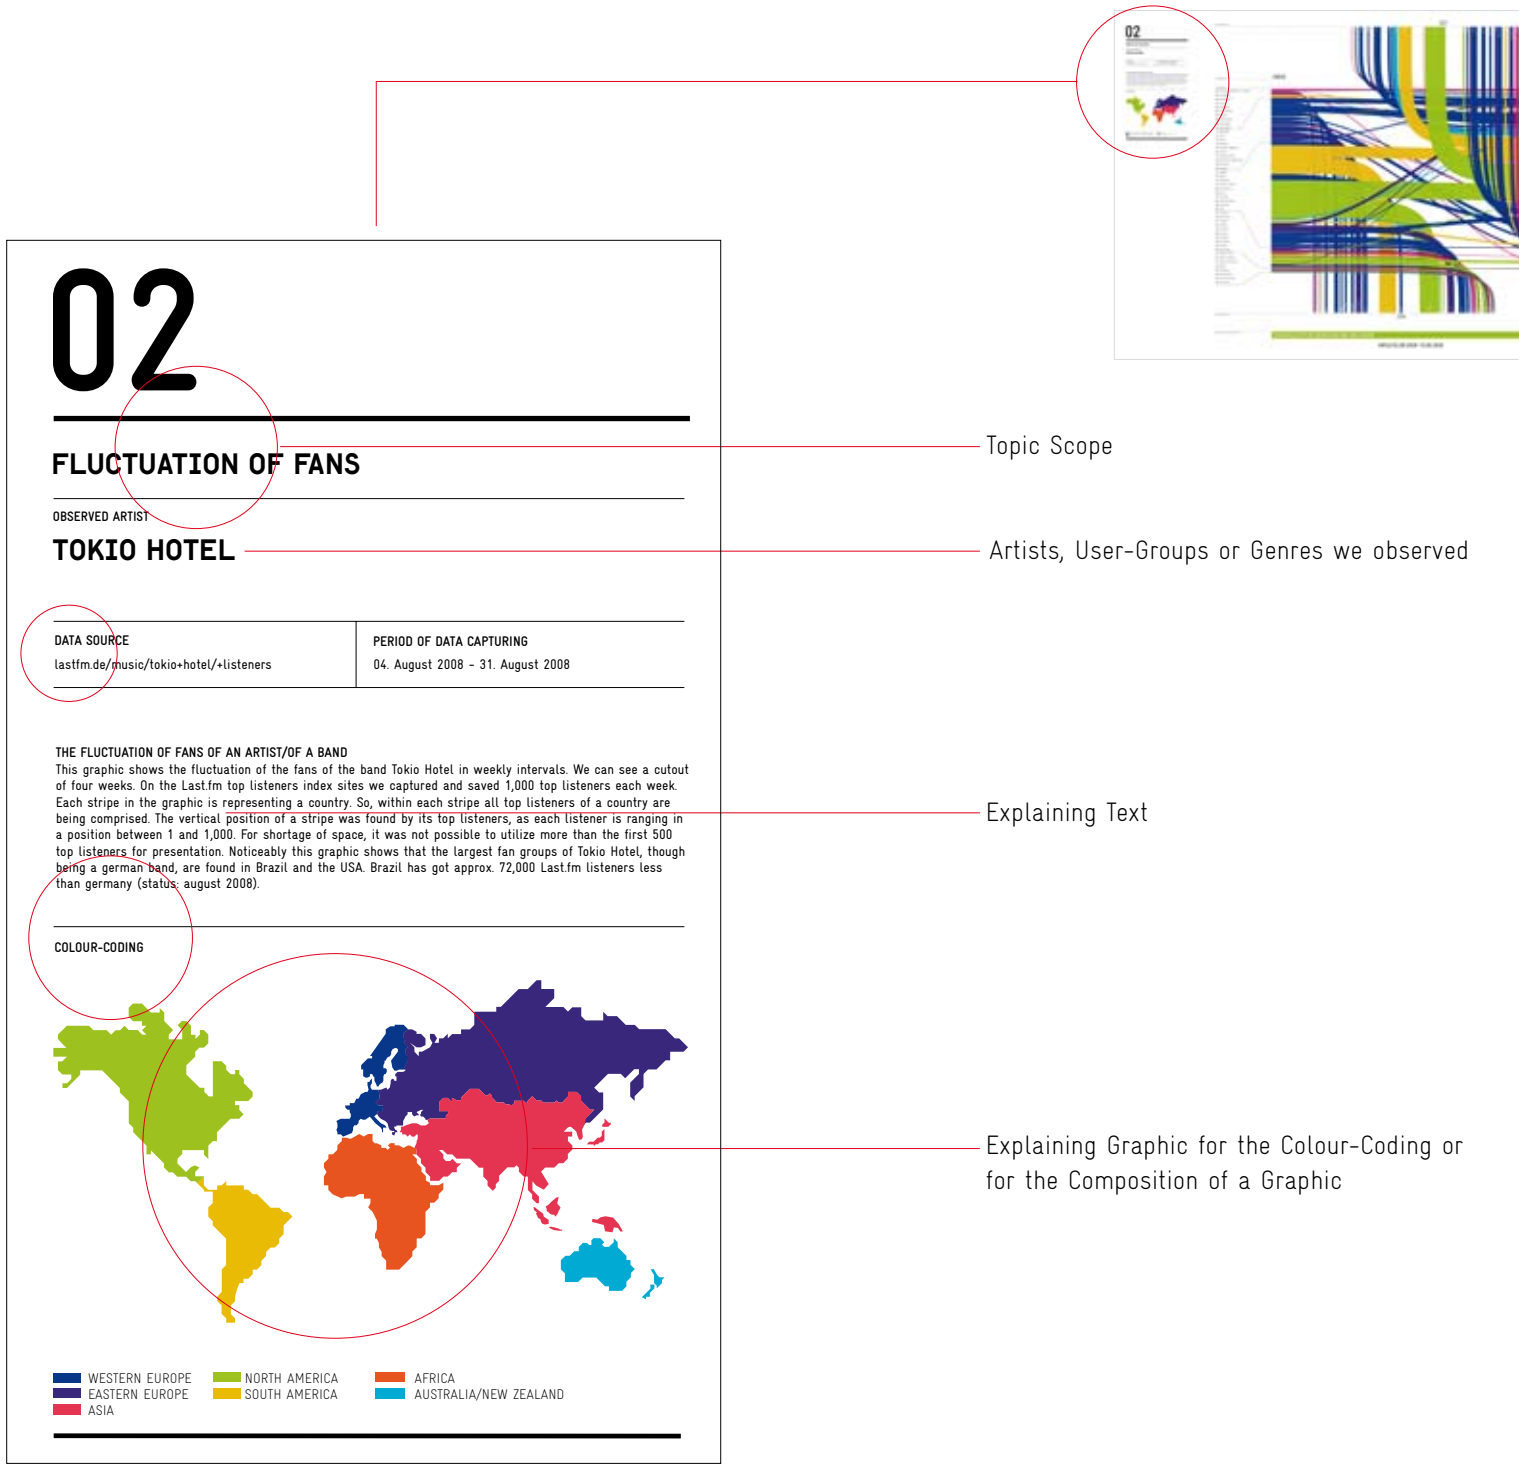 02
02
FLUCTUATION OF FANS
Topic Scope
OBSERVED ARTIST
TOKIO HOTEL
Artists, User-Groups or Genres we observed
DATA SOURCE
lastfm.de/music/tokio+hotel/+listeners
PERIOD OF DATA CAPTURING
04. August 2008 - 31. August 2008
THE FLUCTUATION OF FANS OF AN ARTIST/OF A BAND
This graphic shows the fluctuation of the fans of the band Tokio Hotel in weekly intervals. We can see a cutout
of four weeks. On the Last.fm top listeners index sites we captured and saved 1,000 top listeners each week.
Each stripe in the graphic is representing a country. So, within each stripe all top listeners of a country are
being comprised. The vertical position of a stripe was found by its top listeners, as each listener is ranging in
a position between 1 and 1,000. For shortage of space, it was not possible to utilize more than the first 500
top listeners for presentation. Noticeably this graphic shows that the largest fan groups of Tokio Hotel, though
being a german band, are found in Brazil and the USA. Brazil has got approx. 72,000 Last.fm listeners less
than germany (status: august 2008).
Explaining Text
COLOUR-CODING
Explaining Graphic for the Colour-Coding or
for the Composition of a Graphic
WESTERN EUROPE
EASTERN EUROPE
ASIA
NORTH AMERICA
SOUTH AMERICA
AFRICA
AUSTRALIA/NEW ZEALAND